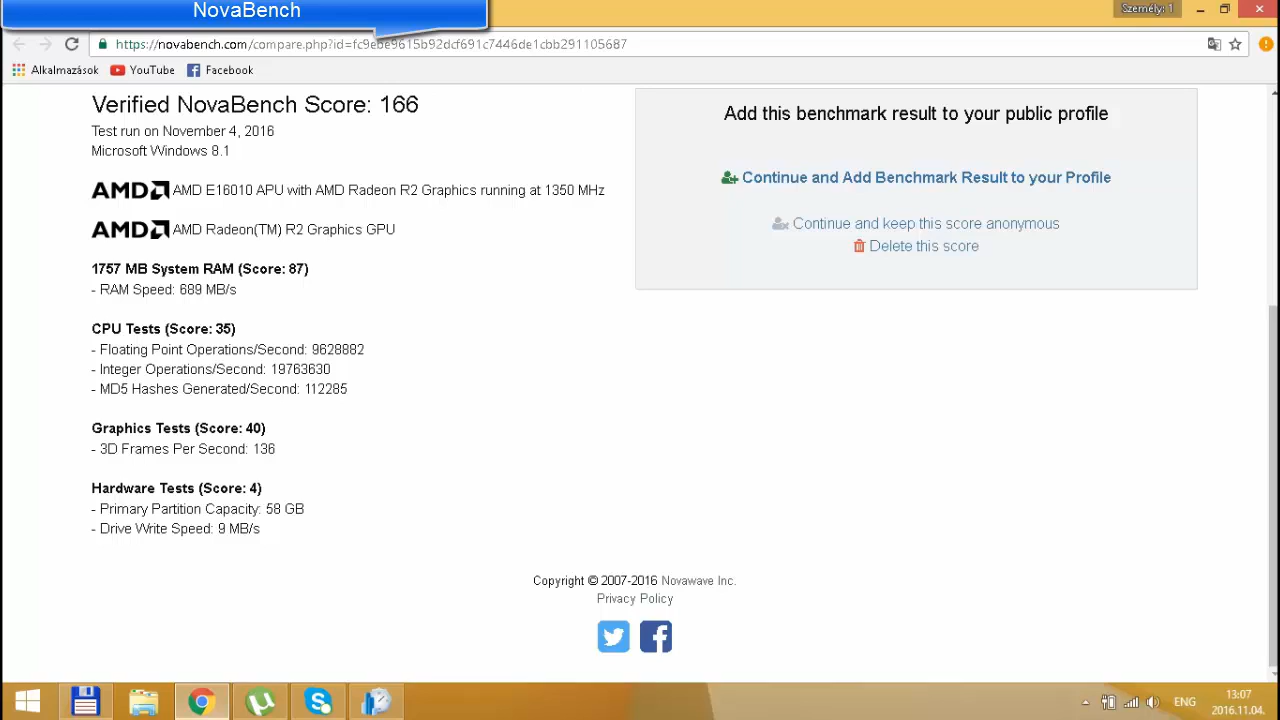 NovaBench
Személy: 1
https://novabench.com/compare.php?id=fc9ebe9615b92dcf691c7446de1cbb291105687
Alkalmazások YouTube Facebook
Verified NovaBench Score: 166
Test run on November 4, 2016
Microsoft Windows 8.1
AMD AMD E16010 APU with AMD Radeon R2 Graphics running at 1350 MHz
AMD AMD Radeon(TM) R2 Graphics GPU
1757 MB System RAM (Score: 87)
- RAM Speed: 689 MB/s
CPU Tests (Score: 35)
- Floating Point Operations/Second: 9628882
- Integer Operations/Second: 19763630
- MD5 Hashes Generated/Second: 112285
Graphics Tests (Score: 40)
- 3D Frames Per Second: 136
Hardware Tests (Score: 4)
- Primary Partition Capacity: 58 GB
- Drive Write Speed: 9 MB/s
Add this benchmark result to your public profile
Continue and Add Benchmark Result to your Profile
Continue and keep this score anonymous
Delete this score
Copyright © 2007-2016 Novawave Inc.
Privacy Policy
ENG
13:07
2016.11.04.